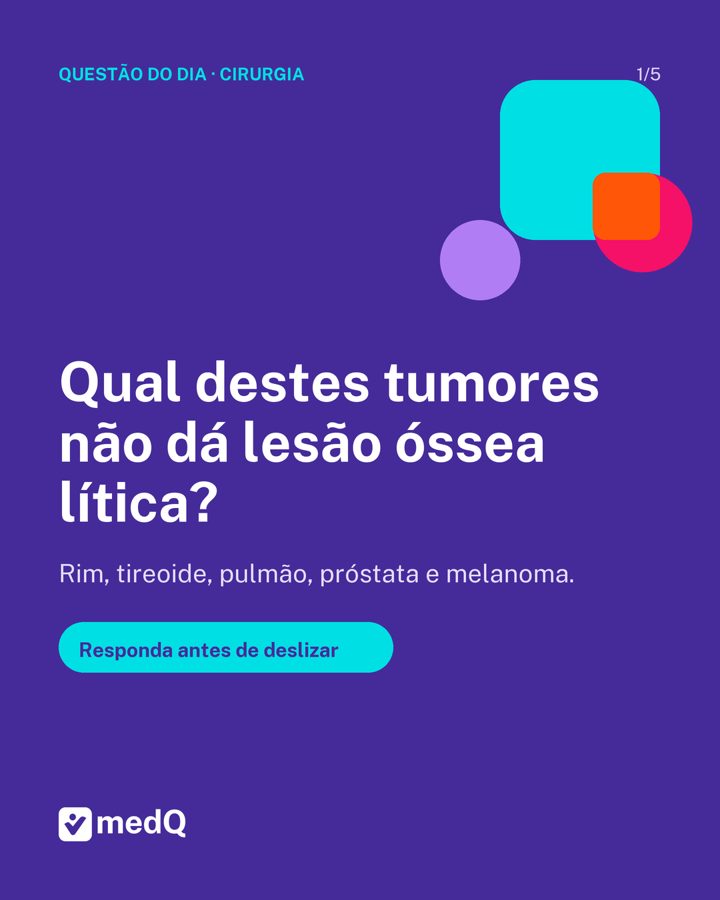 QUESTÃO DO DIA · CIRURGIA
1/5
Qual destes tumores
não dá lesão óssea
lítica?
Rim, tireoide, pulmão, próstata e melanoma.
Responda antes de deslizar
medQ